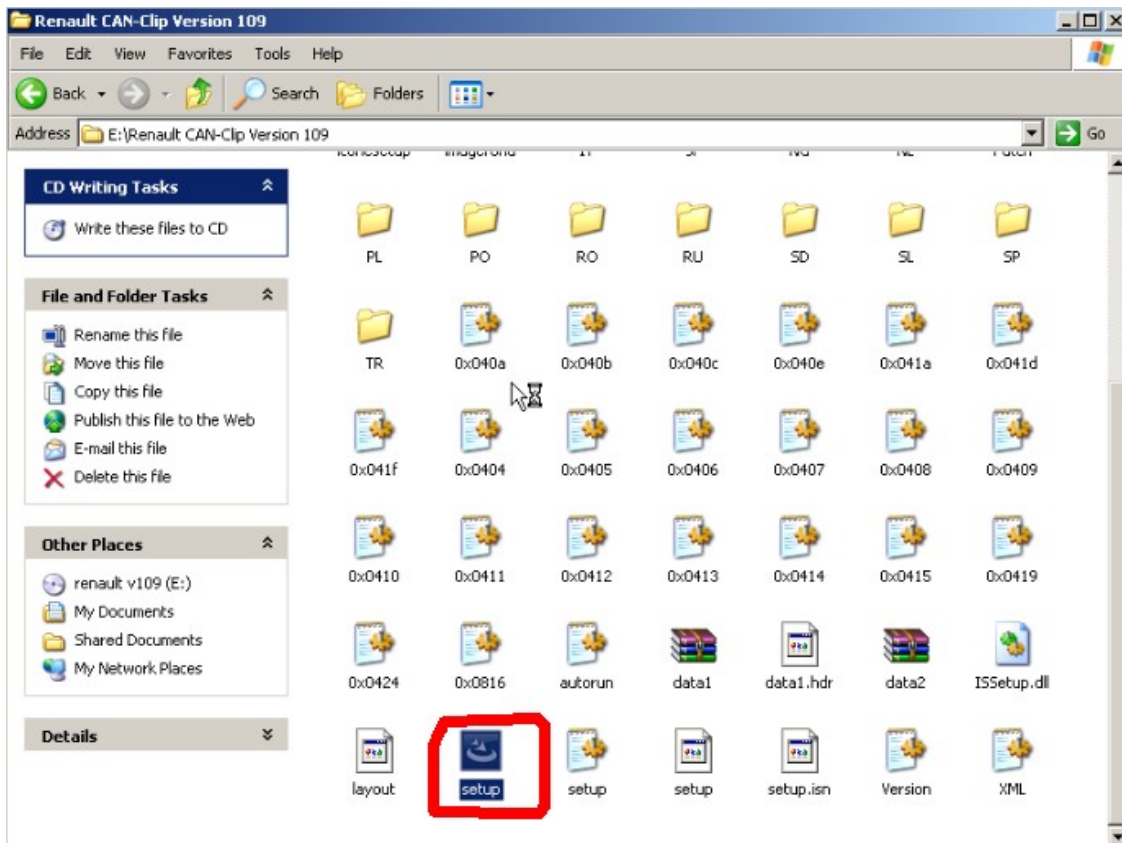 Renault CAN-Clip Version 109
File Edit View Favorites Tools Help
Back Search Folders
Address E:\Renault CAN-Clip Version 109 Go
CD Writing Tasks
Write these files to CD
PL PO RO RU SD SL SP
File and Folder Tasks
Rename this file
Move this file
Copy this file
Publish this file to the Web
E-mail this file
Delete this file
TR 0x040a 0x040b 0x040c 0x040e 0x041a 0x041d
0x041f 0x0404 0x0405 0x0406 0x0407 0x0408 0x0409
Other Places
renault v109 (E:)
My Documents
Shared Documents
My Network Places
0x0410 0x0411 0x0412 0x0413 0x0414 0x0415 0x0419
0x0424 0x0816 autorun data1 data1.hdr data2 ISSetup.dll
Details
layout setup setup setup setup.isn Version XML